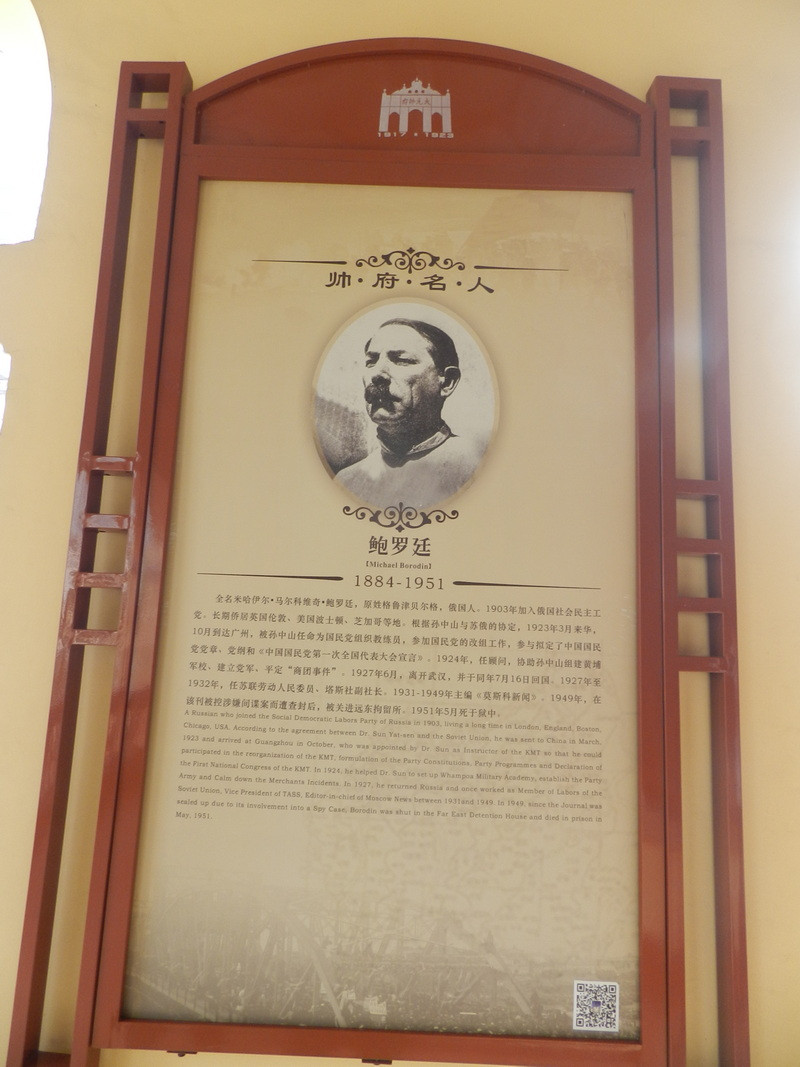 1917 · 1923
帅·府·名·人
鲍罗廷
【Michael Borodin】
1884-1951
全名米哈伊尔·马尔科维奇·鲍罗廷，原姓格鲁津贝尔格，俄国人。1903年加入俄国社会民主工
党。长期侨居英国伦敦、美国波士顿、芝加哥等地。根据孙中山与苏俄的协定，1923年3月来华，
10月到达广州，被孙中山任命为国民党组织教练员，参加国民党的改组工作，参与拟定了中国国民
党党章、党纲和《中国国民党第一次全国代表大会宣言》。1924年，任顾问，协助孙中山组建黄埔
军校，建立党军，平定“商团事件”。1927年6月，离开武汉，并于同年7月16日回国。1927年至
1932年，任苏联劳动人民委员、塔斯社副社长。1931-1949年主编《莫斯科新闻》。1949年，在
该刊被控涉嫌间谍案而遭查封后，被关进远东拘留所。1951年5月死于狱中。
A Russian who joined the Social Democratic Labors Party of Russia in 1903, living a long time in London, England, Boston,
Chicago, USA. According to the agreement between Dr. Sun Yat-sen and the Soviet Union, he was sent to China in March,
1923 and arrived at Guangzhou in October, who was appointed by Dr. Sun as Instructor of the KMT so that he could
participated in the reorganization of the KMT, formulation of the Party Constitutions, Party Programmes and Declaration of
the First National Congress of the KMT. In 1924, he helped Dr. Sun to set up Whampoa Military Academy, establish the Party
Army and Calm down the Merchants Incidents. In 1927, he returned Russia and once worked as Member of Labors of the
Soviet Union, Vice President of TASS, Editor-in-chief of Moscow News between 1931and 1949. In 1949, since the Journal was
sealed up due to its involvement into a Spy Case, Borodin was shut in the Far East Detention House and died in prison in
May, 1951.